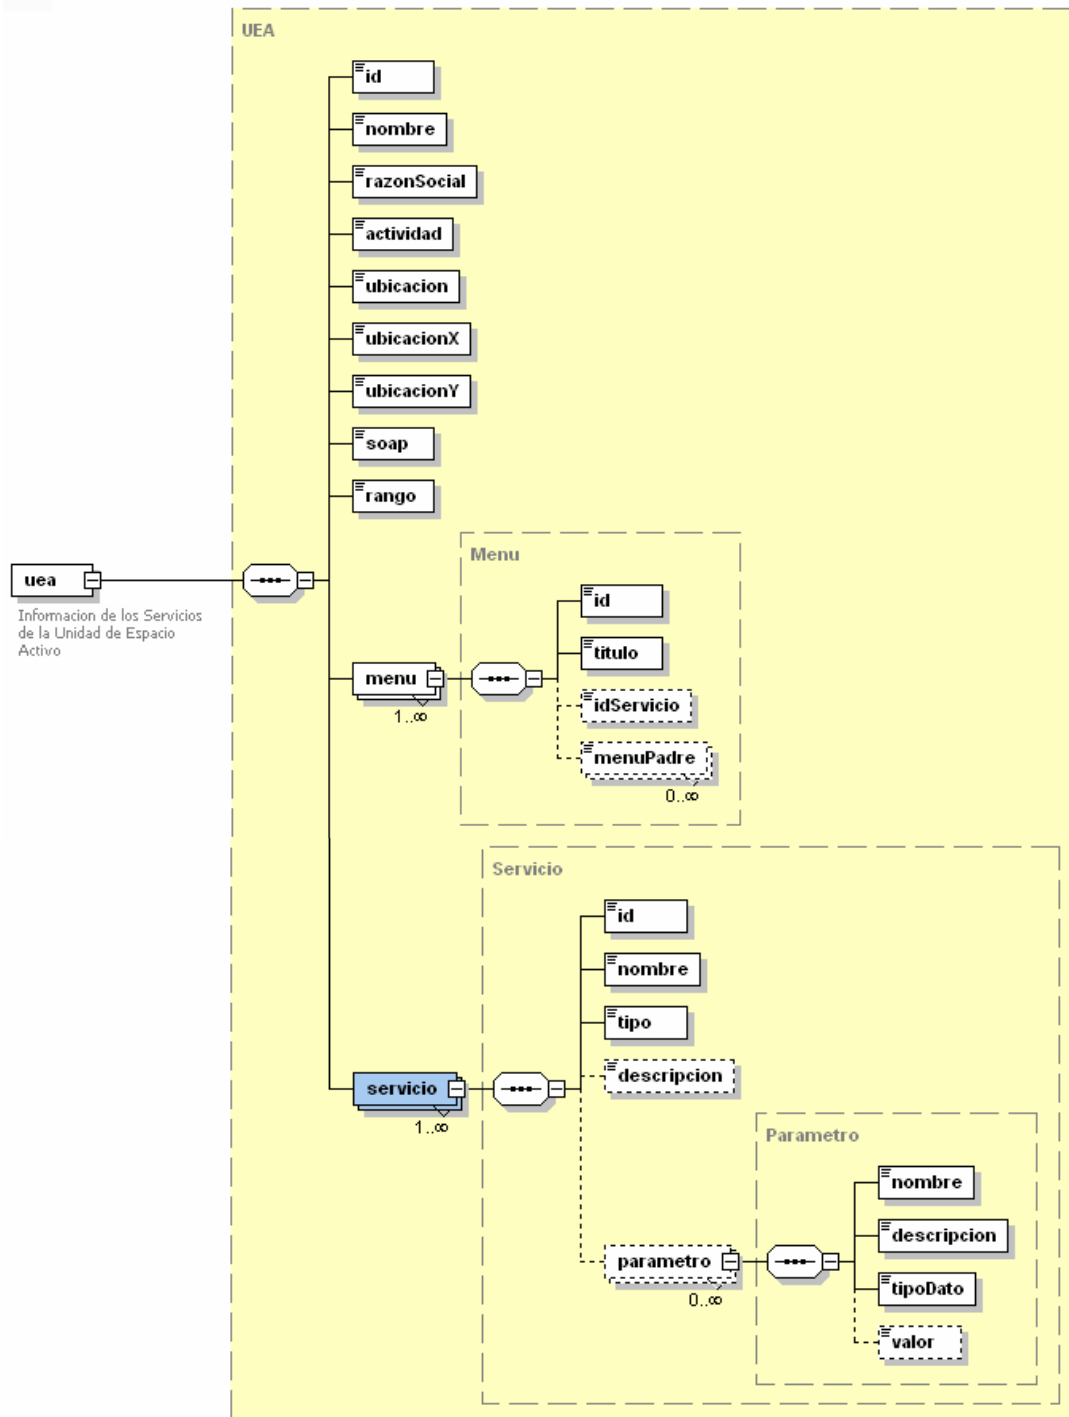 UEA
id
nombre
razonSocial
actividad
ubicacion
ubicacionX
ubicacionY
soap
rango
uea
Informacion de los Servicios
de la Unidad de Espacio
Activo
Menu
menu
1..∞
id
titulo
idServicio
menuPadre
0..∞
Servicio
servicio
1..∞
id
nombre
tipo
descripcion
parametro
0..∞
Parametro
nombre
descripcion
tipoDato
valor